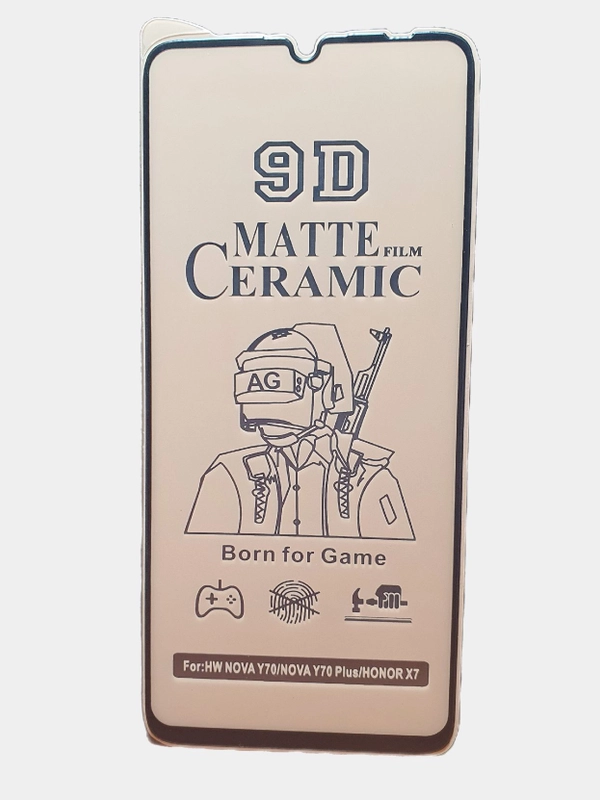 9D
MATTE FILM
CERAMIC
AG
Born for Game
For:HW NOVA Y70/NOVA Y70 Plus/HONOR X7